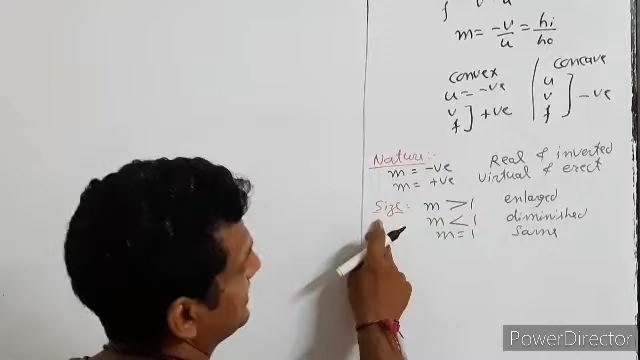 m = -v/u = hi/ho
convex | concave
u = -ve | u
v ] +ve | v ] -ve
f | f
Nature:-
m = -ve Real & inverted
m = +ve Virtual & erect
Size:- m > 1 enlarged
m < 1 diminished
m = 1 Same
PowerDirector